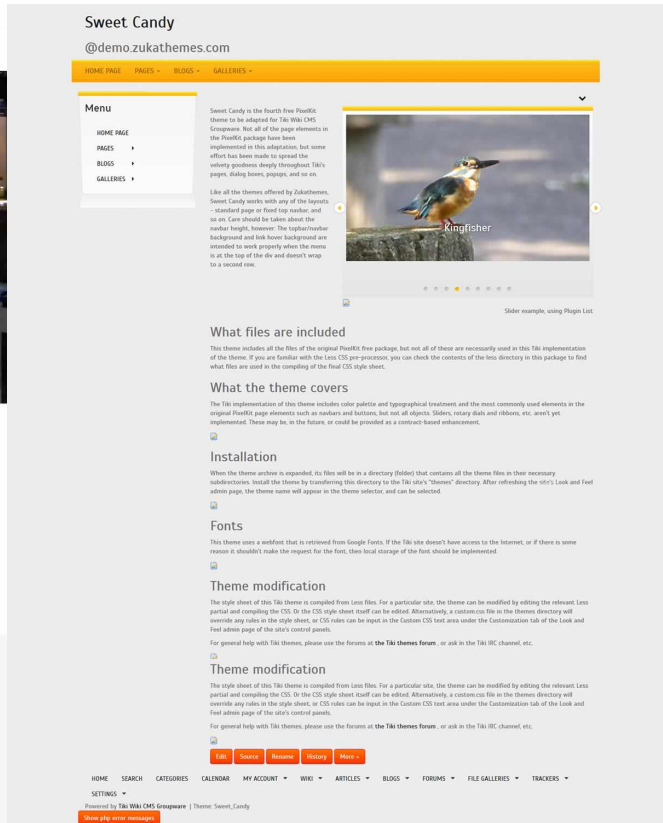 Sweet Candy
@demo.zukathemes.com
HOME PAGE PAGES BLOGS GALLERIES
Menu
HOME PAGE
PAGES
BLOGS
GALLERIES
Sweet Candy is the fourth free PixelKit
theme to be adapted for Tiki Wiki CMS
Groupware. Not all of the page elements in
the PixelKit package have been
implemented in this adaptation, but some
effort has been made to spread the
velvety goodness deeply throughout Tiki's
pages, dialog boxes, popups, and so on.
Like all the themes offered by Zukathemes,
Sweet Candy works with any of the layouts
- standard page or fixed top navbar, and
so on. Care should be taken about the
navbar height, however: The topbar/navbar
background and link hover background are
intended to work properly when the menu
is at the top of the div and doesn't wrap
to a second row.
Kingfisher
Slider example, using Plugin List
What files are included
This theme includes all the files of the original PixelKit free package, but not all of these are necessarily used in this Tiki implementation
of the theme. If you are familiar with the Less CSS pre-processor, you can check the contents of the less directory in this package to find
what files are used in the compiling of the final CSS style sheet.
What the theme covers
The Tiki implementation of this theme includes color palette and typographical treatment and the most commonly used elements in the
original PixelKit page elements such as navbars and buttons, but not all objects. Sliders, rotary dials and ribbons, etc. aren't yet
implemented. These may be, in the future, or could be provided as a contract-based enhancement.
Installation
When the theme archive is expanded, its files will be in a directory (folder) that contains all the theme files in their necessary
subdirectories. Install the theme by transferring this directory to the Tiki site's "themes" directory. After refreshing the site's Look and Feel
admin page, the theme name will appear in the theme selector, and can be selected.
Fonts
This theme uses a webfont that is retrieved from Google Fonts. If the Tiki site doesn't have access to the Internet, or if there is some
reason it shouldn't make the request for the font, then local storage of the font should be implemented.
Theme modification
The style sheet of this Tiki theme is compiled from Less files. For a particular site, the theme can be modified by editing the relevant Less
partial and compiling the CSS. Or the CSS style sheet itself can be edited. Alternatively, a custom.css file in the themes directory will
override any rules in the style sheet, or CSS rules can be input in the Custom CSS text area under the Customization tab of the Look and
Feel admin page of the site's control panels.
For general help with Tiki themes, please use the forums at the Tiki themes forum , or ask in the Tiki IRC channel, etc.
Theme modification
The style sheet of this Tiki theme is compiled from Less files. For a particular site, the theme can be modified by editing the relevant Less
partial and compiling the CSS. Or the CSS style sheet itself can be edited. Alternatively, a custom.css file in the themes directory will
override any rules in the style sheet, or CSS rules can be input in the Custom CSS text area under the Customization tab of the Look and
Feel admin page of the site's control panels.
For general help with Tiki themes, please use the forums at the Tiki themes forum , or ask in the Tiki IRC channel, etc.
Edit Source Rename History More
HOME SEARCH CATEGORIES CALENDAR MY ACCOUNT WIKI ARTICLES BLOGS FORUMS FILE GALLERIES TRACKERS
SETTINGS
Powered by Tiki Wiki CMS Groupware | Theme: Sweet_Candy
Show php error messages